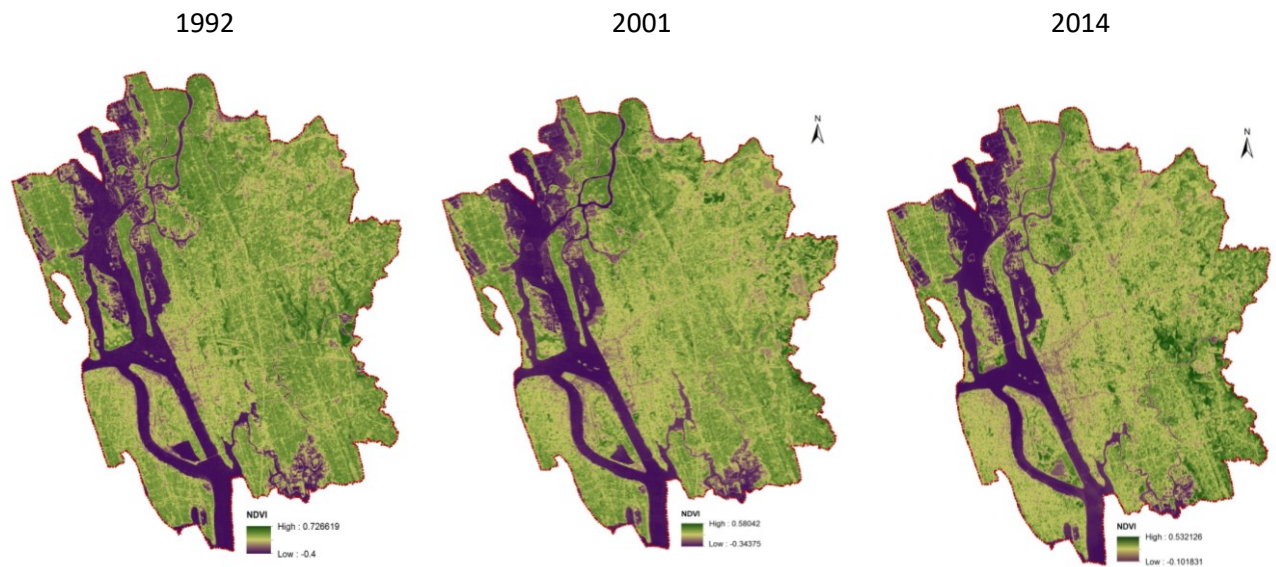 1992
2001
2014
N
N
NDVI
High : 0.726619
Low : -0.4
NDVI
High : 0.58042
Low : -0.34375
NDVI
High : 0.532126
Low : -0.101831